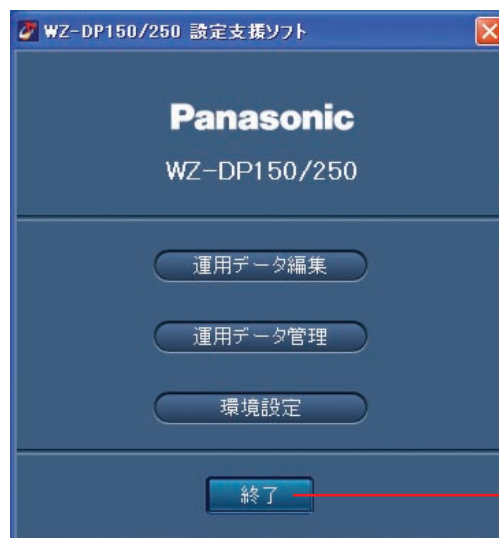 WZ-DP150/250 設定支援ソフト
Panasonic
WZ-DP150/250
運用データ編集
運用データ管理
環境設定
終了